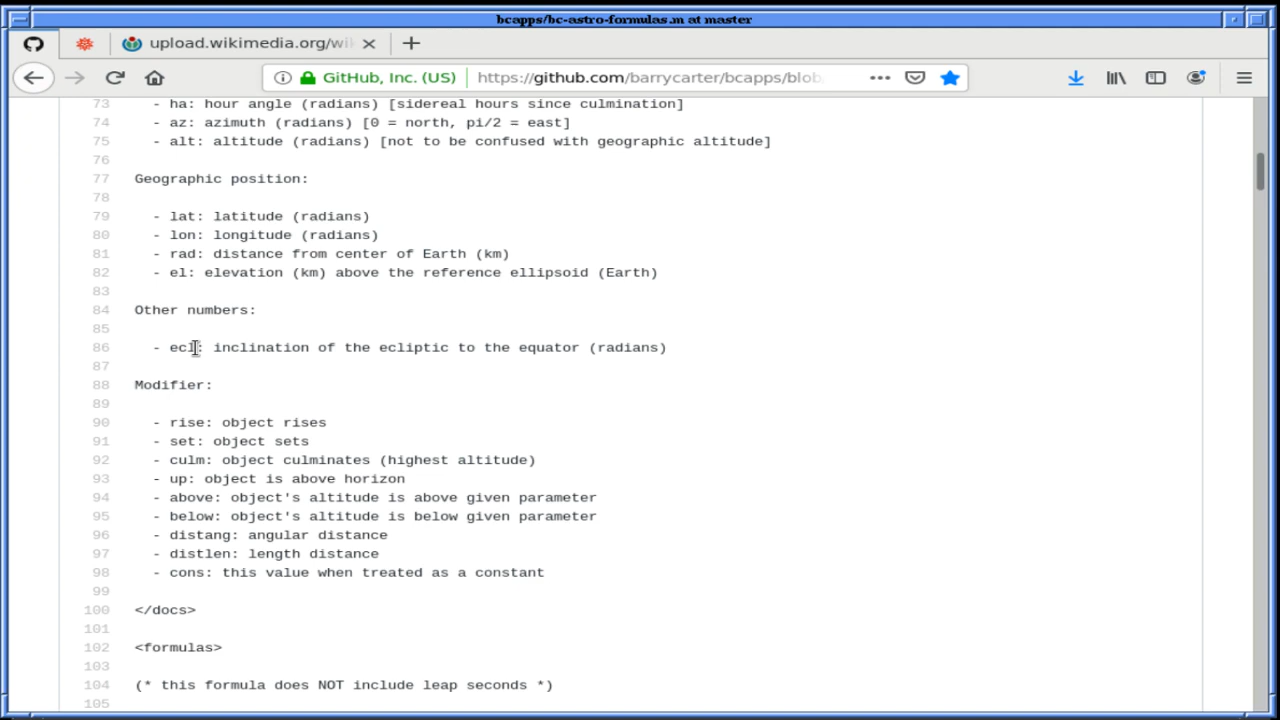 bcapps/bc-astro-formulas.m at master
upload.wikimedia.org/wi
GitHub, Inc. (US) https://github.com/barrycarter/bcapps/blob
73 - ha: hour angle (radians) [sidereal hours since culmination]
74 - az: azimuth (radians) [0 = north, pi/2 = east]
75 - alt: altitude (radians) [not to be confused with geographic altitude]
76
77 Geographic position:
78
79 - lat: latitude (radians)
80 - lon: longitude (radians)
81 - rad: distance from center of Earth (km)
82 - el: elevation (km) above the reference ellipsoid (Earth)
83
84 Other numbers:
85
86 - ecl: inclination of the ecliptic to the equator (radians)
87
88 Modifier:
89
90 - rise: object rises
91 - set: object sets
92 - culm: object culminates (highest altitude)
93 - up: object is above horizon
94 - above: object's altitude is above given parameter
95 - below: object's altitude is below given parameter
96 - distang: angular distance
97 - distlen: length distance
98 - cons: this value when treated as a constant
99
100 </docs>
101
102 <formulas>
103
104 (* this formula does NOT include leap seconds *)
105